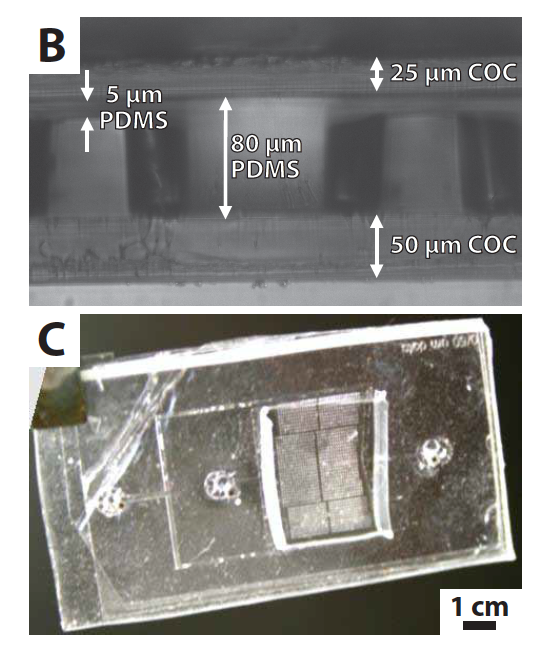 B
25 μm COC
5 μm
PDMS
80 μm
PDMS
50 μm COC
C
1 cm